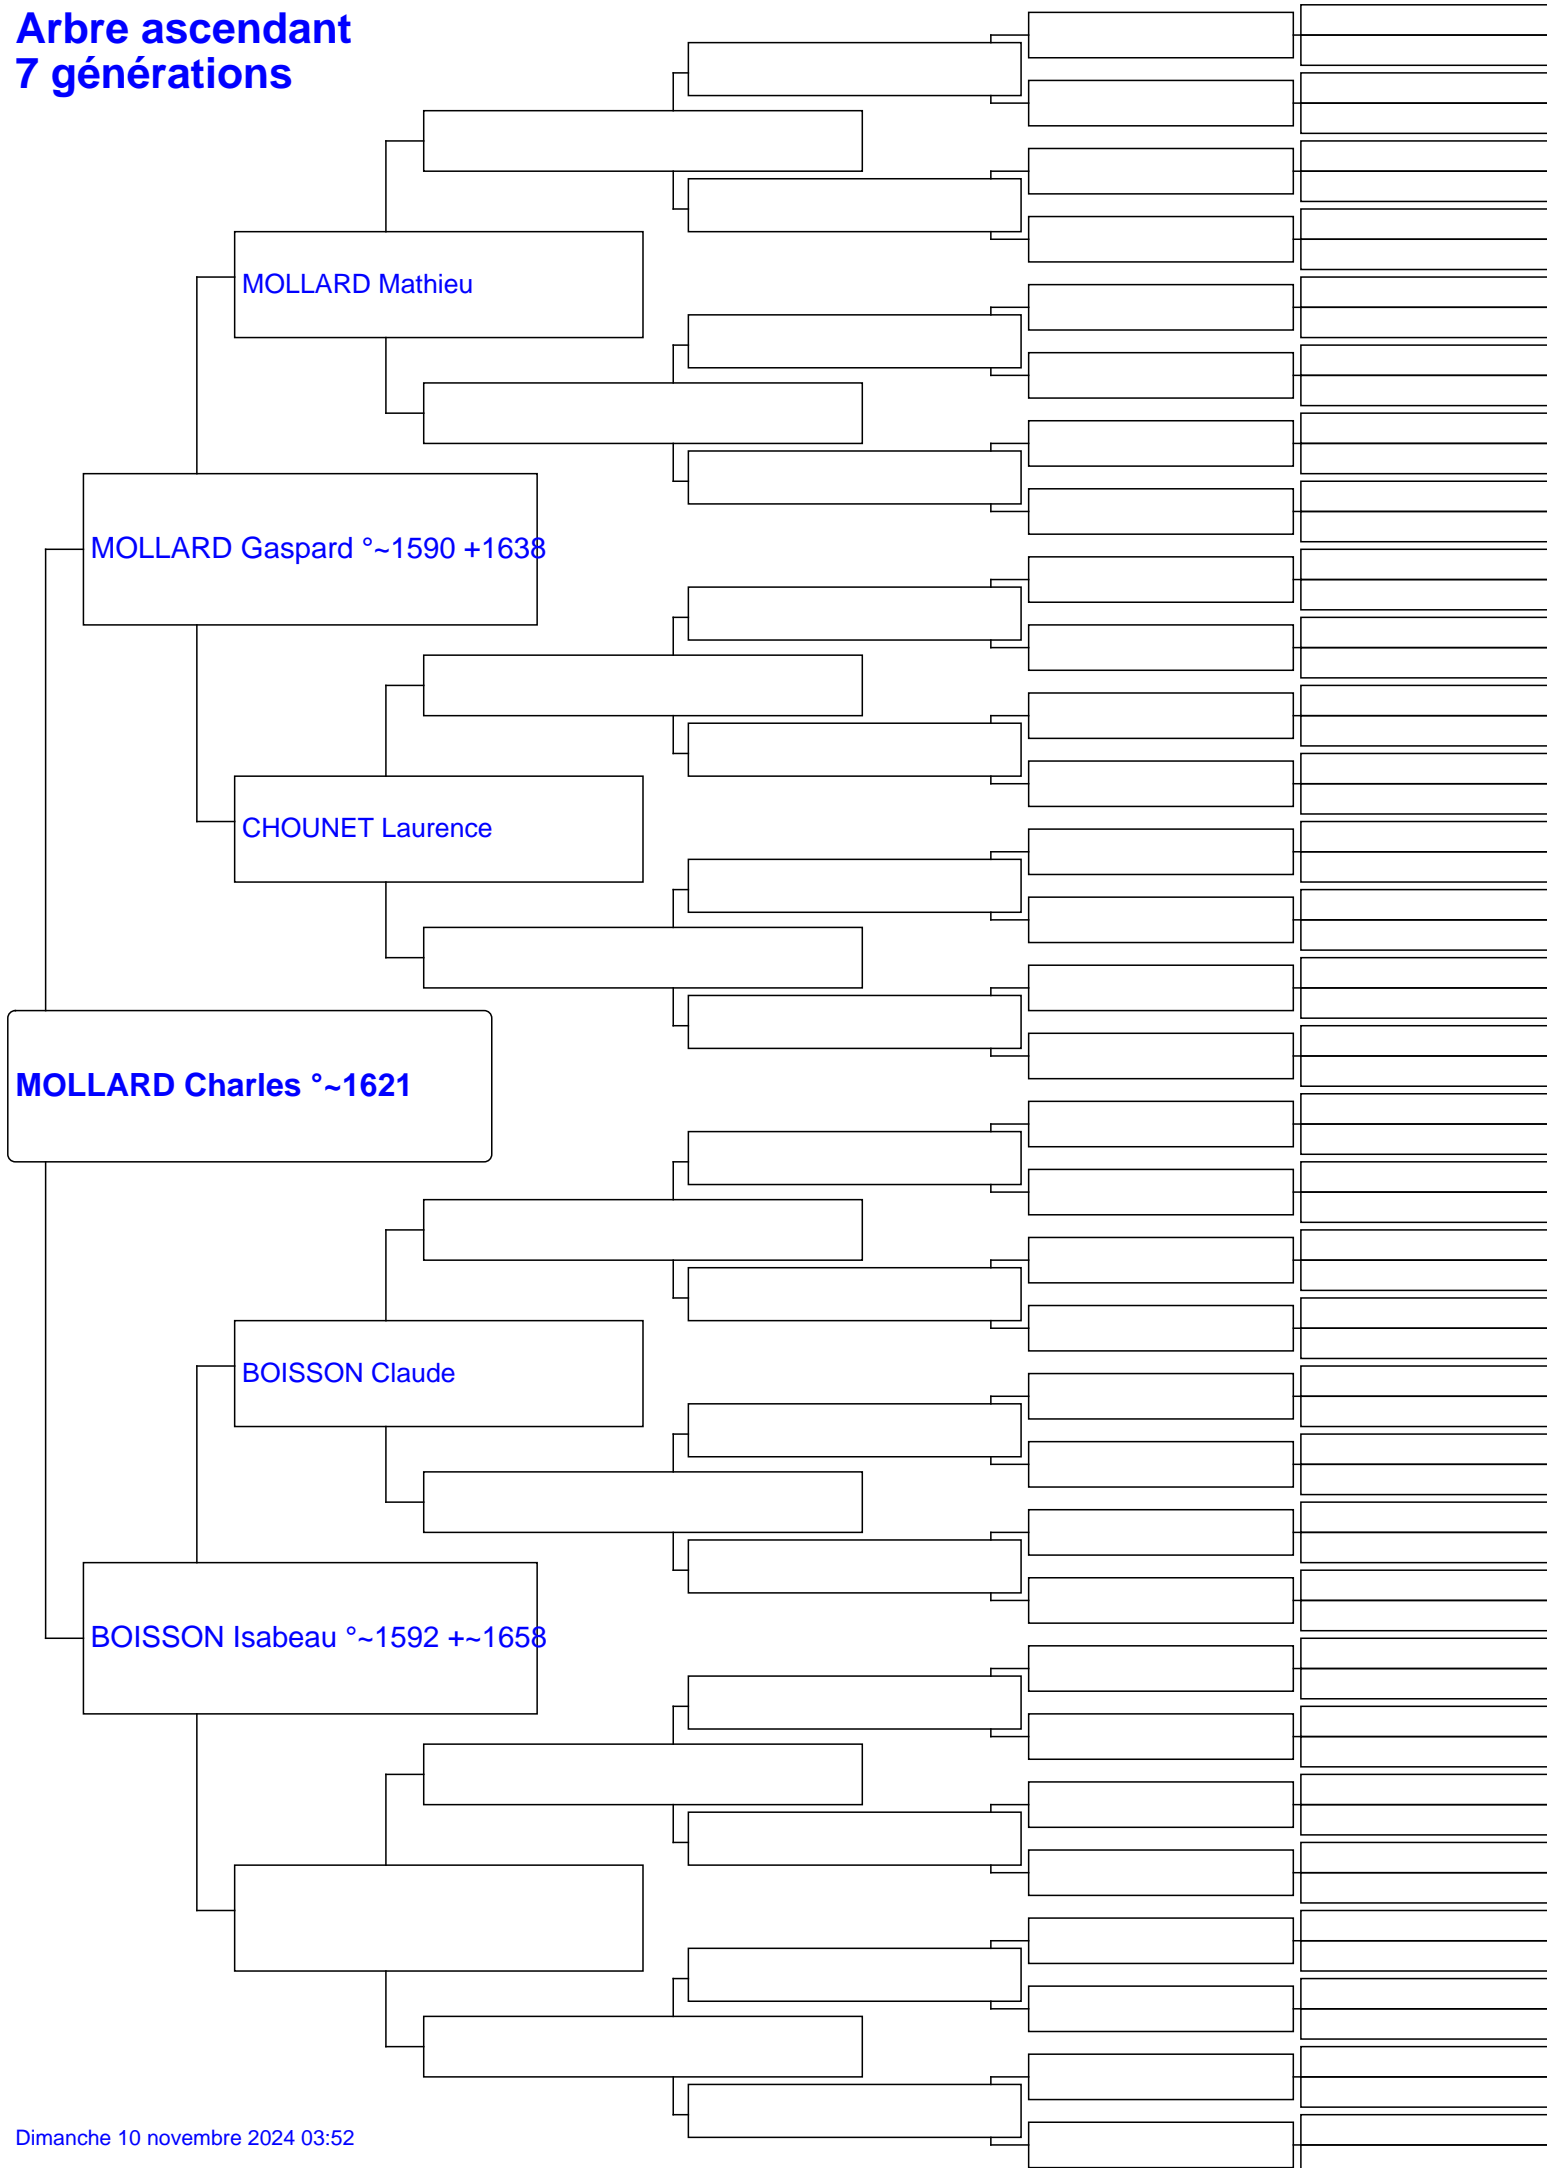 Arbre ascendant
7 générations
MOLLARD Mathieu
MOLLARD Gaspard °~1590 +1638
CHOUNET Laurence
MOLLARD Charles °~1621
BOISSON Claude
BOISSON Isabeau °~1592 +~1658
Dimanche 10 novembre 2024 03:52